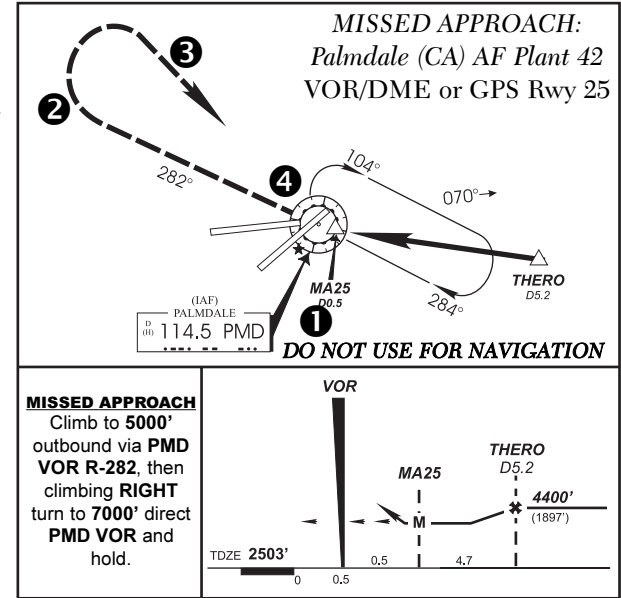 MISSED APPROACH:
Palmdale (CA) AF Plant 42
VOR/DME or GPS Rwy 25
❸
❷
282°
❹
104°
070°→
284°
THERO
D5.2
MA25
D0.5
❶
(IAF)
PALMDALE
D
(H) 114.5 PMD
DO NOT USE FOR NAVIGATION
MISSED APPROACH
Climb to 5000'
outbound via PMD
VOR R-282, then
climbing RIGHT
turn to 7000' direct
PMD VOR and
hold.
VOR
MA25
THERO
D5.2
4400'
(1897')
M
TDZE 2503'
0.5
4.7
0
0.5